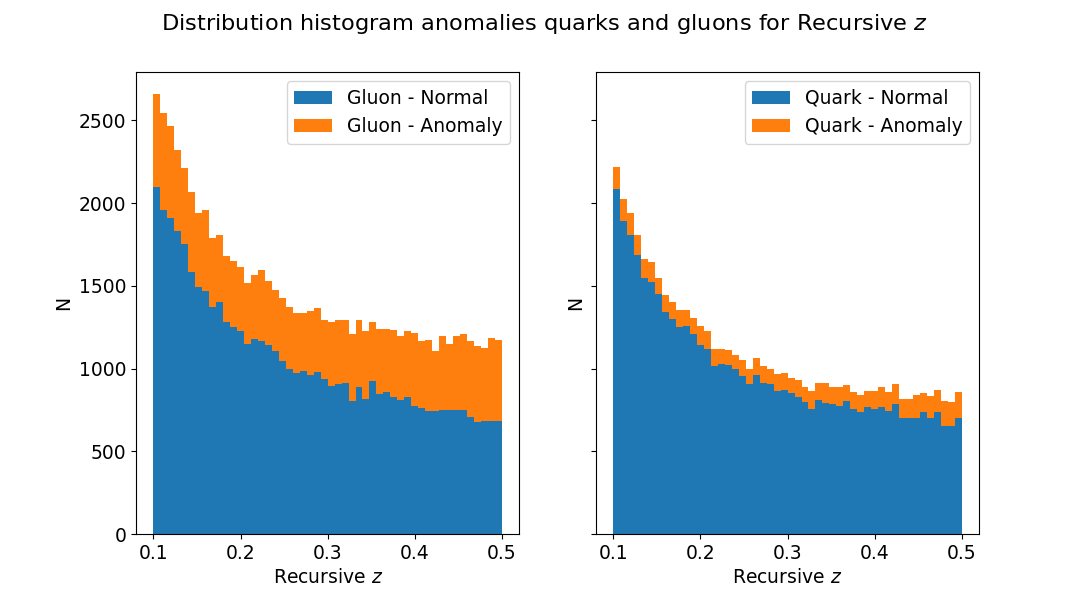 Distribution histogram anomalies quarks and gluons for Recursive z
Gluon - Normal
Gluon - Anomaly
N
2500
2000
1500
1000
500
0
0.1 0.2 0.3 0.4 0.5
Recursive z
Quark - Normal
Quark - Anomaly
N
0.1 0.2 0.3 0.4 0.5
Recursive z